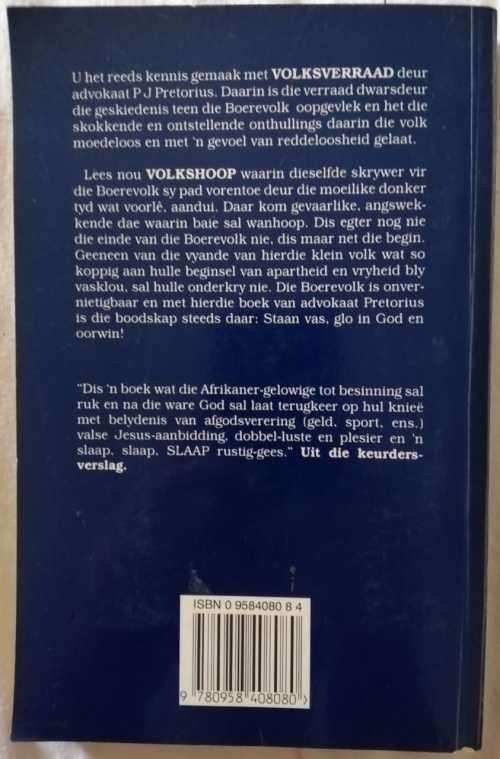 U het reeds kennis gemaak met VOLKSVERRAAD deur
advokaat P J Pretorius. Daarin is die verraad dwarsdeur
die geskiedenis teen die Boerevolk oopgevlek en het die
skokkende en ontstellende onthullings daarin die volk
moedeloos en met 'n gevoel van reddeloosheid gelaat.
Lees nou VOLKSHOOP waarin dieselfde skrywer vir
die Boerevolk sy pad vorentoe deur die moeilike donker
tyd wat voorlê, aandui. Daar kom gevaarlike, angswek-
kende dae waarin baie sal wanhoop. Dis egter nog nie
die einde van die Boerevolk nie, dis maar net die begin.
Geeneen van die vyande van hierdie klein volk wat so
koppig aan hulle beginsel van apartheid en vryheid bly
vasklou, sal hulle onderkry nie. Die Boerevolk is onver-
nietigbaar en met hierdie boek van advokaat Pretorius
is die boodskap steeds daar: Staan vas, glo in God en
oorwin!
"Dis 'n boek wat die Afrikaner-gelowige tot besinning sal
ruk en na die ware God sal laat terugkeer op hul knieë
met belydenis van afgodsverering (geld, sport, ens.)
valse Jesus-aanbidding, dobbel-luste en plesier en 'n
slaap, slaap, SLAAP rustig-gees." Uit die keurders-
verslag.
ISBN 0 9584080 8 4
9 780958 408080